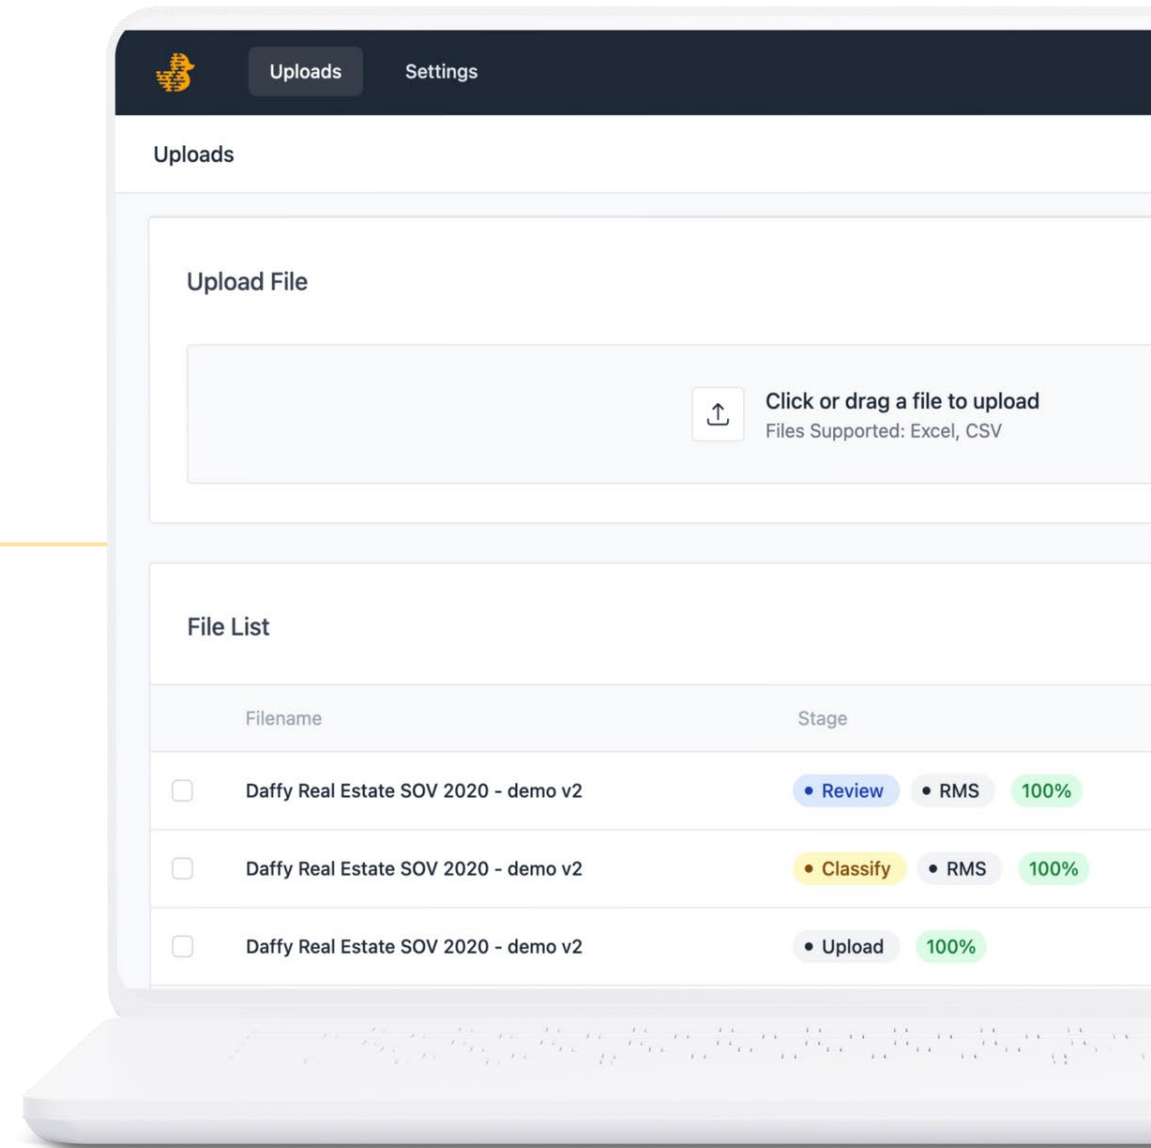 Uploads Settings
Uploads
Upload File
Click or drag a file to upload
Files Supported: Excel, CSV
File List
Filename Stage
Daffy Real Estate SOV 2020 - demo v2 • Review • RMS 100%
Daffy Real Estate SOV 2020 - demo v2 • Classify • RMS 100%
Daffy Real Estate SOV 2020 - demo v2 • Upload 100%